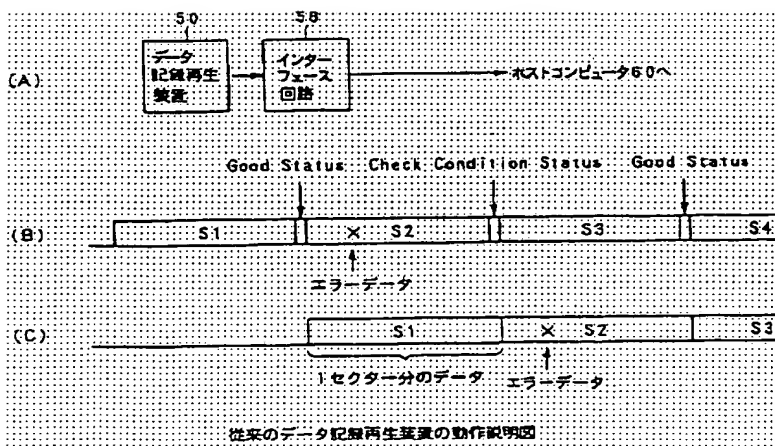 50 58
(A)
データ
記録再生
装置
インター
フェース
回路
ホストコンピュータ60へ
Good Status Check Condition Status Good Status
(B) S1 × S2 S3 S4
エラーデータ
(C) S1 × S2 S3
1セクター分のデータ エラーデータ
従来のデータ記録再生装置の動作説明図